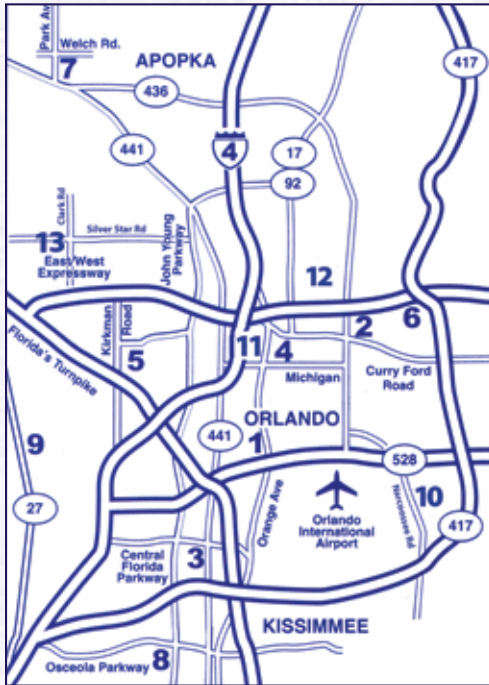 Park Ave
Welch Rd.
7
APOPKA
417
436
4
441
17
92
Clark Rd
Silver Star Rd
John Young
Parkway
13
East/West
Expressway
12
Florida's Turnpike
Kirkman
Road
5
11
4
2
6
Michigan
Curry Ford
Road
ORLANDO
9
441
1
528
27
Orange Ave
Orlando
International
Airport
10
Narcoossee Rd
417
Central
Florida
Parkway
3
KISSIMMEE
Osceola Parkway
8